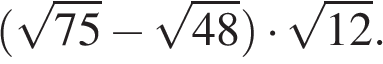 (√75 − √48) · √12.